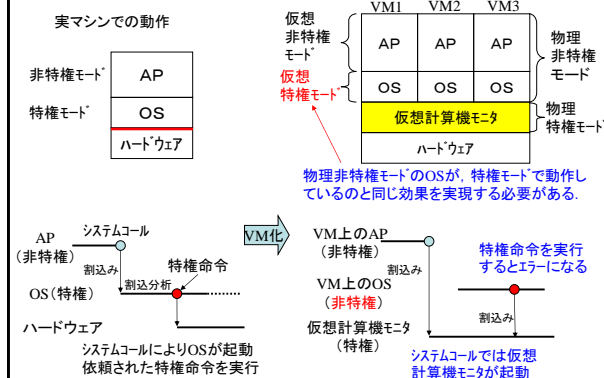 実マシンでの動作
非特権モード
AP
特権モード
OS
ハードウェア
VM1 VM2 VM3
仮想
非特権
モード
AP AP AP
物理
非特権
モード
仮想
特権モード
OS OS OS
仮想計算機モニタ
物理
特権モード
ハードウェア
物理非特権モードのOSが，特権モードで動作し
ているのと同じ効果を実現する必要がある．
AP
(非特権)
システムコール
割込み
割込分析
特権命令
OS(特権)
ハードウェア
システムコールによりOSが起動
依頼された特権命令を実行
VM化
VM上のAP
(非特権)
割込み
特権命令を実行
するとエラーになる
VM上のOS
(非特権)
割込み
仮想計算機モニタ
(特権)
システムコールでは仮想
計算機モニタが起動